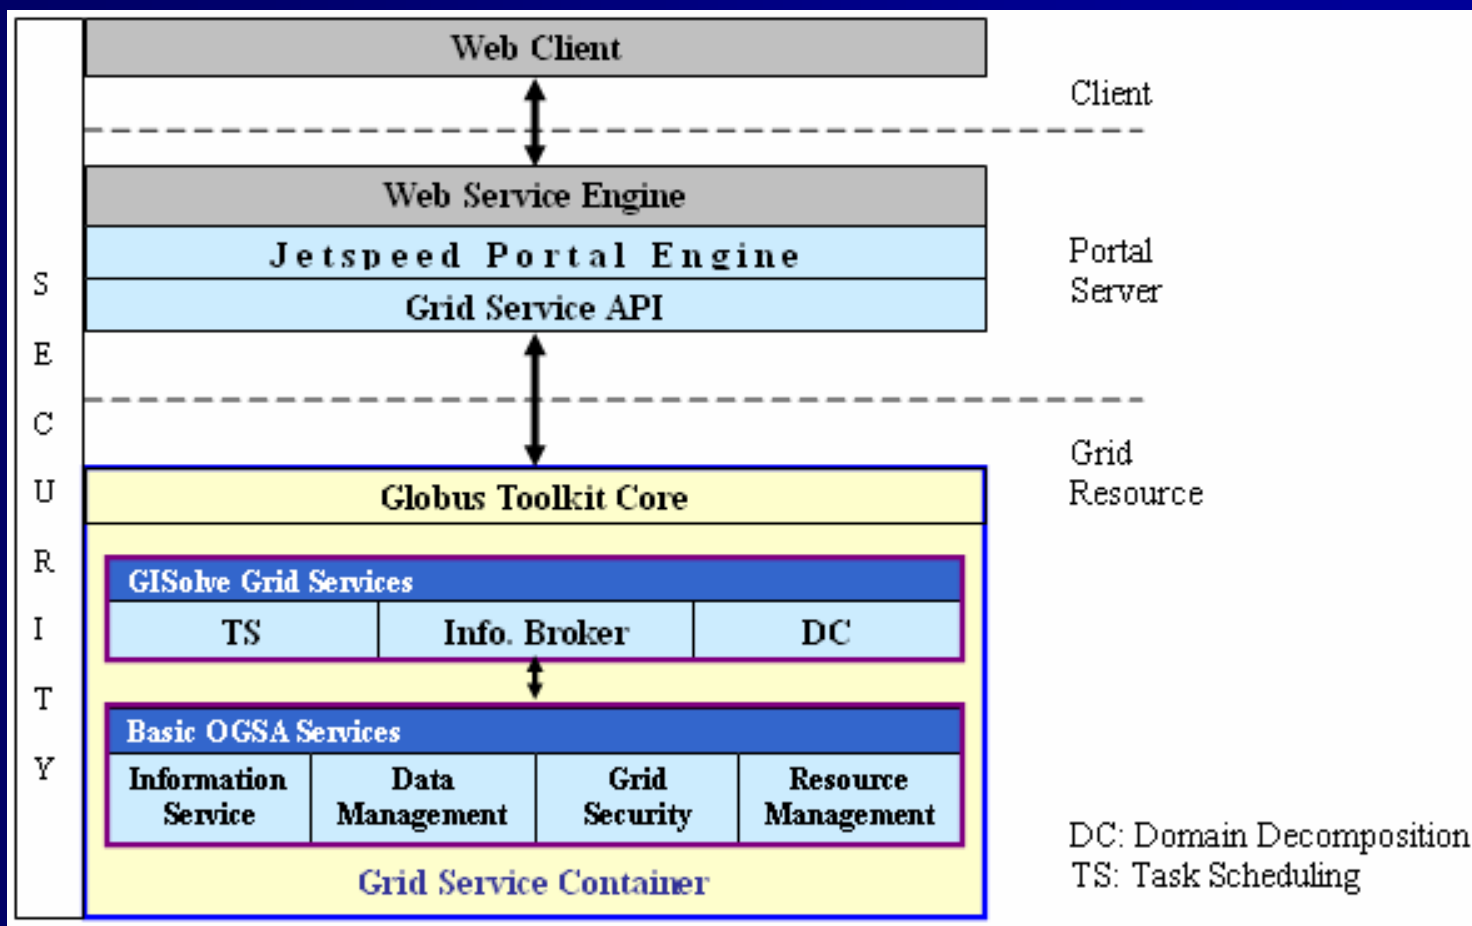 Web Client
Client
Web Service Engine
Jetspeed Portal Engine
Grid Service API
Portal
Server
SECURITY
Grid
Resource
Globus Toolkit Core
GISolve Grid Services
TS
Info. Broker
DC
Basic OGSA Services
Information
Service
Data
Management
Grid
Security
Resource
Management
Grid Service Container
DC: Domain Decomposition
TS: Task Scheduling